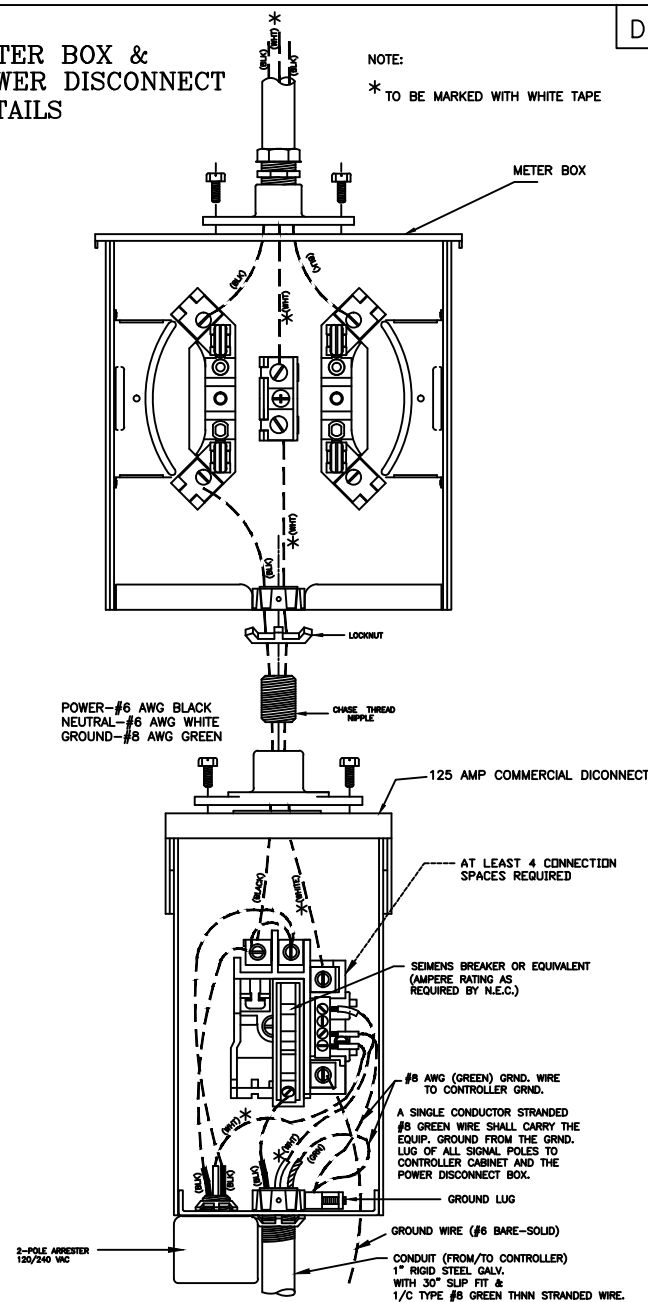 D
TER BOX &
WER DISCONNECT
TAILS
NOTE:
* TO BE MARKED WITH WHITE TAPE
*
(BLK)
(WHT)
(BLK)
METER BOX
(BLK)
*(WHT)
(BLK)
*(WHT)
(BLK)
LOCKNUT
POWER-#6 AWG BLACK
NEUTRAL-#6 AWG WHITE
GROUND-#8 AWG GREEN
CHASE THREAD
NIPPLE
125 AMP COMMERCIAL DICONNECT
AT LEAST 4 CONNECTION
SPACES REQUIRED
(BLACK)
*(WHITE)
SEIMENS BREAKER OR EQUIVALENT
(AMPERE RATING AS
REQUIRED BY N.E.C.)
#8 AWG (GREEN) GRND. WIRE
TO CONTROLLER GRND.
A SINGLE CONDUCTOR STRANDED
#8 GREEN WIRE SHALL CARRY THE
EQUIP. GROUND FROM THE GRND.
LUG OF ALL SIGNAL POLES TO
CONTROLLER CABINET AND THE
POWER DISCONNECT BOX.
(WHT)*
(BLK)
(BLK)
(BLK)
*(WHT)
(GRN)
GROUND LUG
GROUND WIRE (#6 BARE-SOLID)
2-POLE ARRESTER
120/240 VAC
CONDUIT (FROM/TO CONTROLLER)
1" RIGID STEEL GALV.
WITH 30" SLIP FIT &
1/C TYPE #8 GREEN THNN STRANDED WIRE.